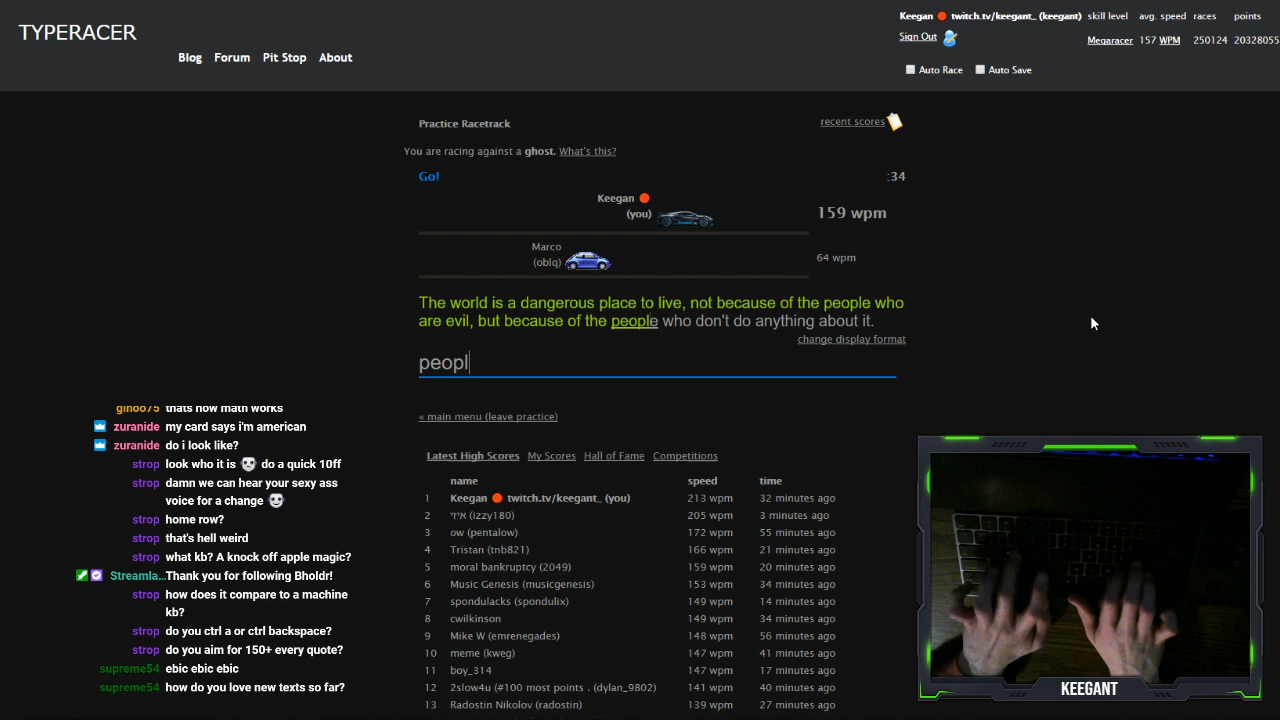 TYPERACER
Blog Forum Pit Stop About
Keegan twitch.tv/keegant_ (keegant) skill level avg. speed races points
Sign Out Megaracer 157 WPM 250124 20328055
Auto Race Auto Save
Practice Racetrack
recent scores
You are racing against a ghost. What's this?
Go!
:34
Keegan
(you)
159 wpm
Marco
(oblq)
64 wpm
The world is a dangerous place to live, not because of the people who
are evil, but because of the people who don't do anything about it.
change display format
peopl
« main menu (leave practice)
Latest High Scores My Scores Hall of Fame Competitions
name speed time
1 Keegan twitch.tv/keegant_ (you) 213 wpm 32 minutes ago
2 איזי (izzy180) 205 wpm 3 minutes ago
3 ow (pentalow) 172 wpm 55 minutes ago
4 Tristan (tnb821) 166 wpm 21 minutes ago
5 moral bankruptcy (2049) 159 wpm 20 minutes ago
6 Music Genesis (musicgenesis) 153 wpm 34 minutes ago
7 spondulacks (spondulix) 149 wpm 14 minutes ago
8 cwilkinson 149 wpm 34 minutes ago
9 Mike W (emrenegades) 148 wpm 56 minutes ago
10 meme (kweg) 147 wpm 41 minutes ago
11 boy_314 147 wpm 17 minutes ago
12 2slow4u (#100 most points . (dylan_9802) 141 wpm 40 minutes ago
13 Radostin Nikolov (radostin) 139 wpm 27 minutes ago
thats how math works
zuranide my card says i'm american
zuranide do i look like?
strop look who it is do a quick 10ff
strop damn we can hear your sexy ass
voice for a change
strop home row?
strop that's hell weird
strop what kb? A knock off apple magic?
Streamla... Thank you for following Bholdr!
strop how does it compare to a machine
kb?
strop do you ctrl a or ctrl backspace?
strop do you aim for 150+ every quote?
supreme54 ebic ebic ebic
supreme54 how do you love new texts so far?
KEEGANT